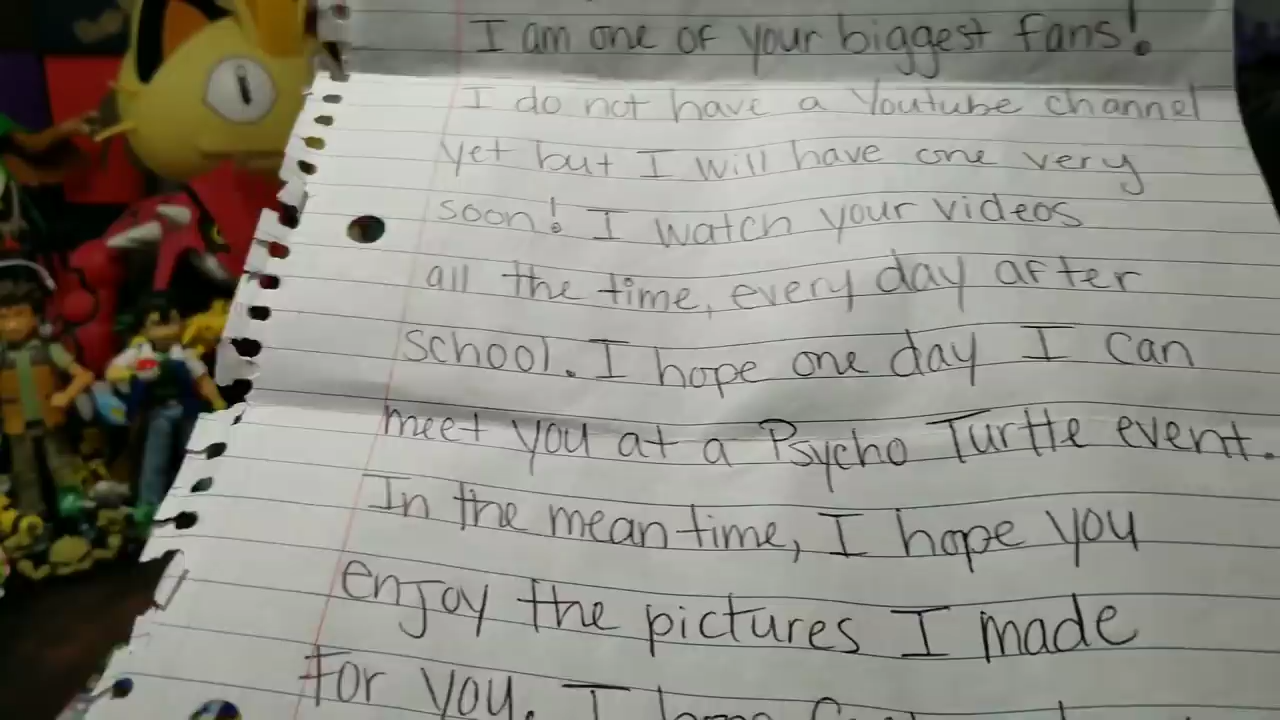 I am one of your biggest fans!
I do not have a Youtube channel
yet but I will have one very
soon! I watch your videos
all the time, every day after
school. I hope one day I can
meet you at a Psycho Turtle event.
In the mean time, I hope you
enjoy the pictures I made
for you. I